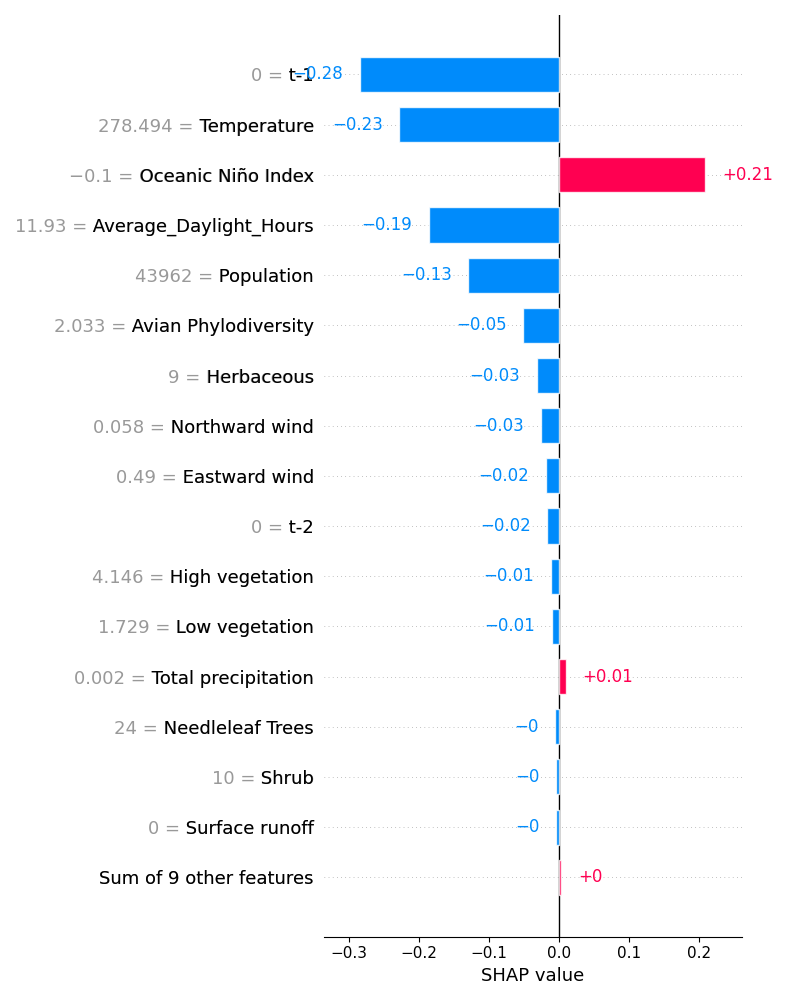 0 = t-1 −0.28
278.494 = Temperature −0.23
−0.1 = Oceanic Niño Index +0.21
11.93 = Average_Daylight_Hours −0.19
43962 = Population −0.13
2.033 = Avian Phylodiversity −0.05
9 = Herbaceous −0.03
0.058 = Northward wind −0.03
0.49 = Eastward wind −0.02
0 = t-2 −0.02
4.146 = High vegetation −0.01
1.729 = Low vegetation −0.01
0.002 = Total precipitation +0.01
24 = Needleleaf Trees −0
10 = Shrub −0
0 = Surface runoff −0
Sum of 9 other features +0
−0.3 −0.2 −0.1 0.0 0.1 0.2
SHAP value